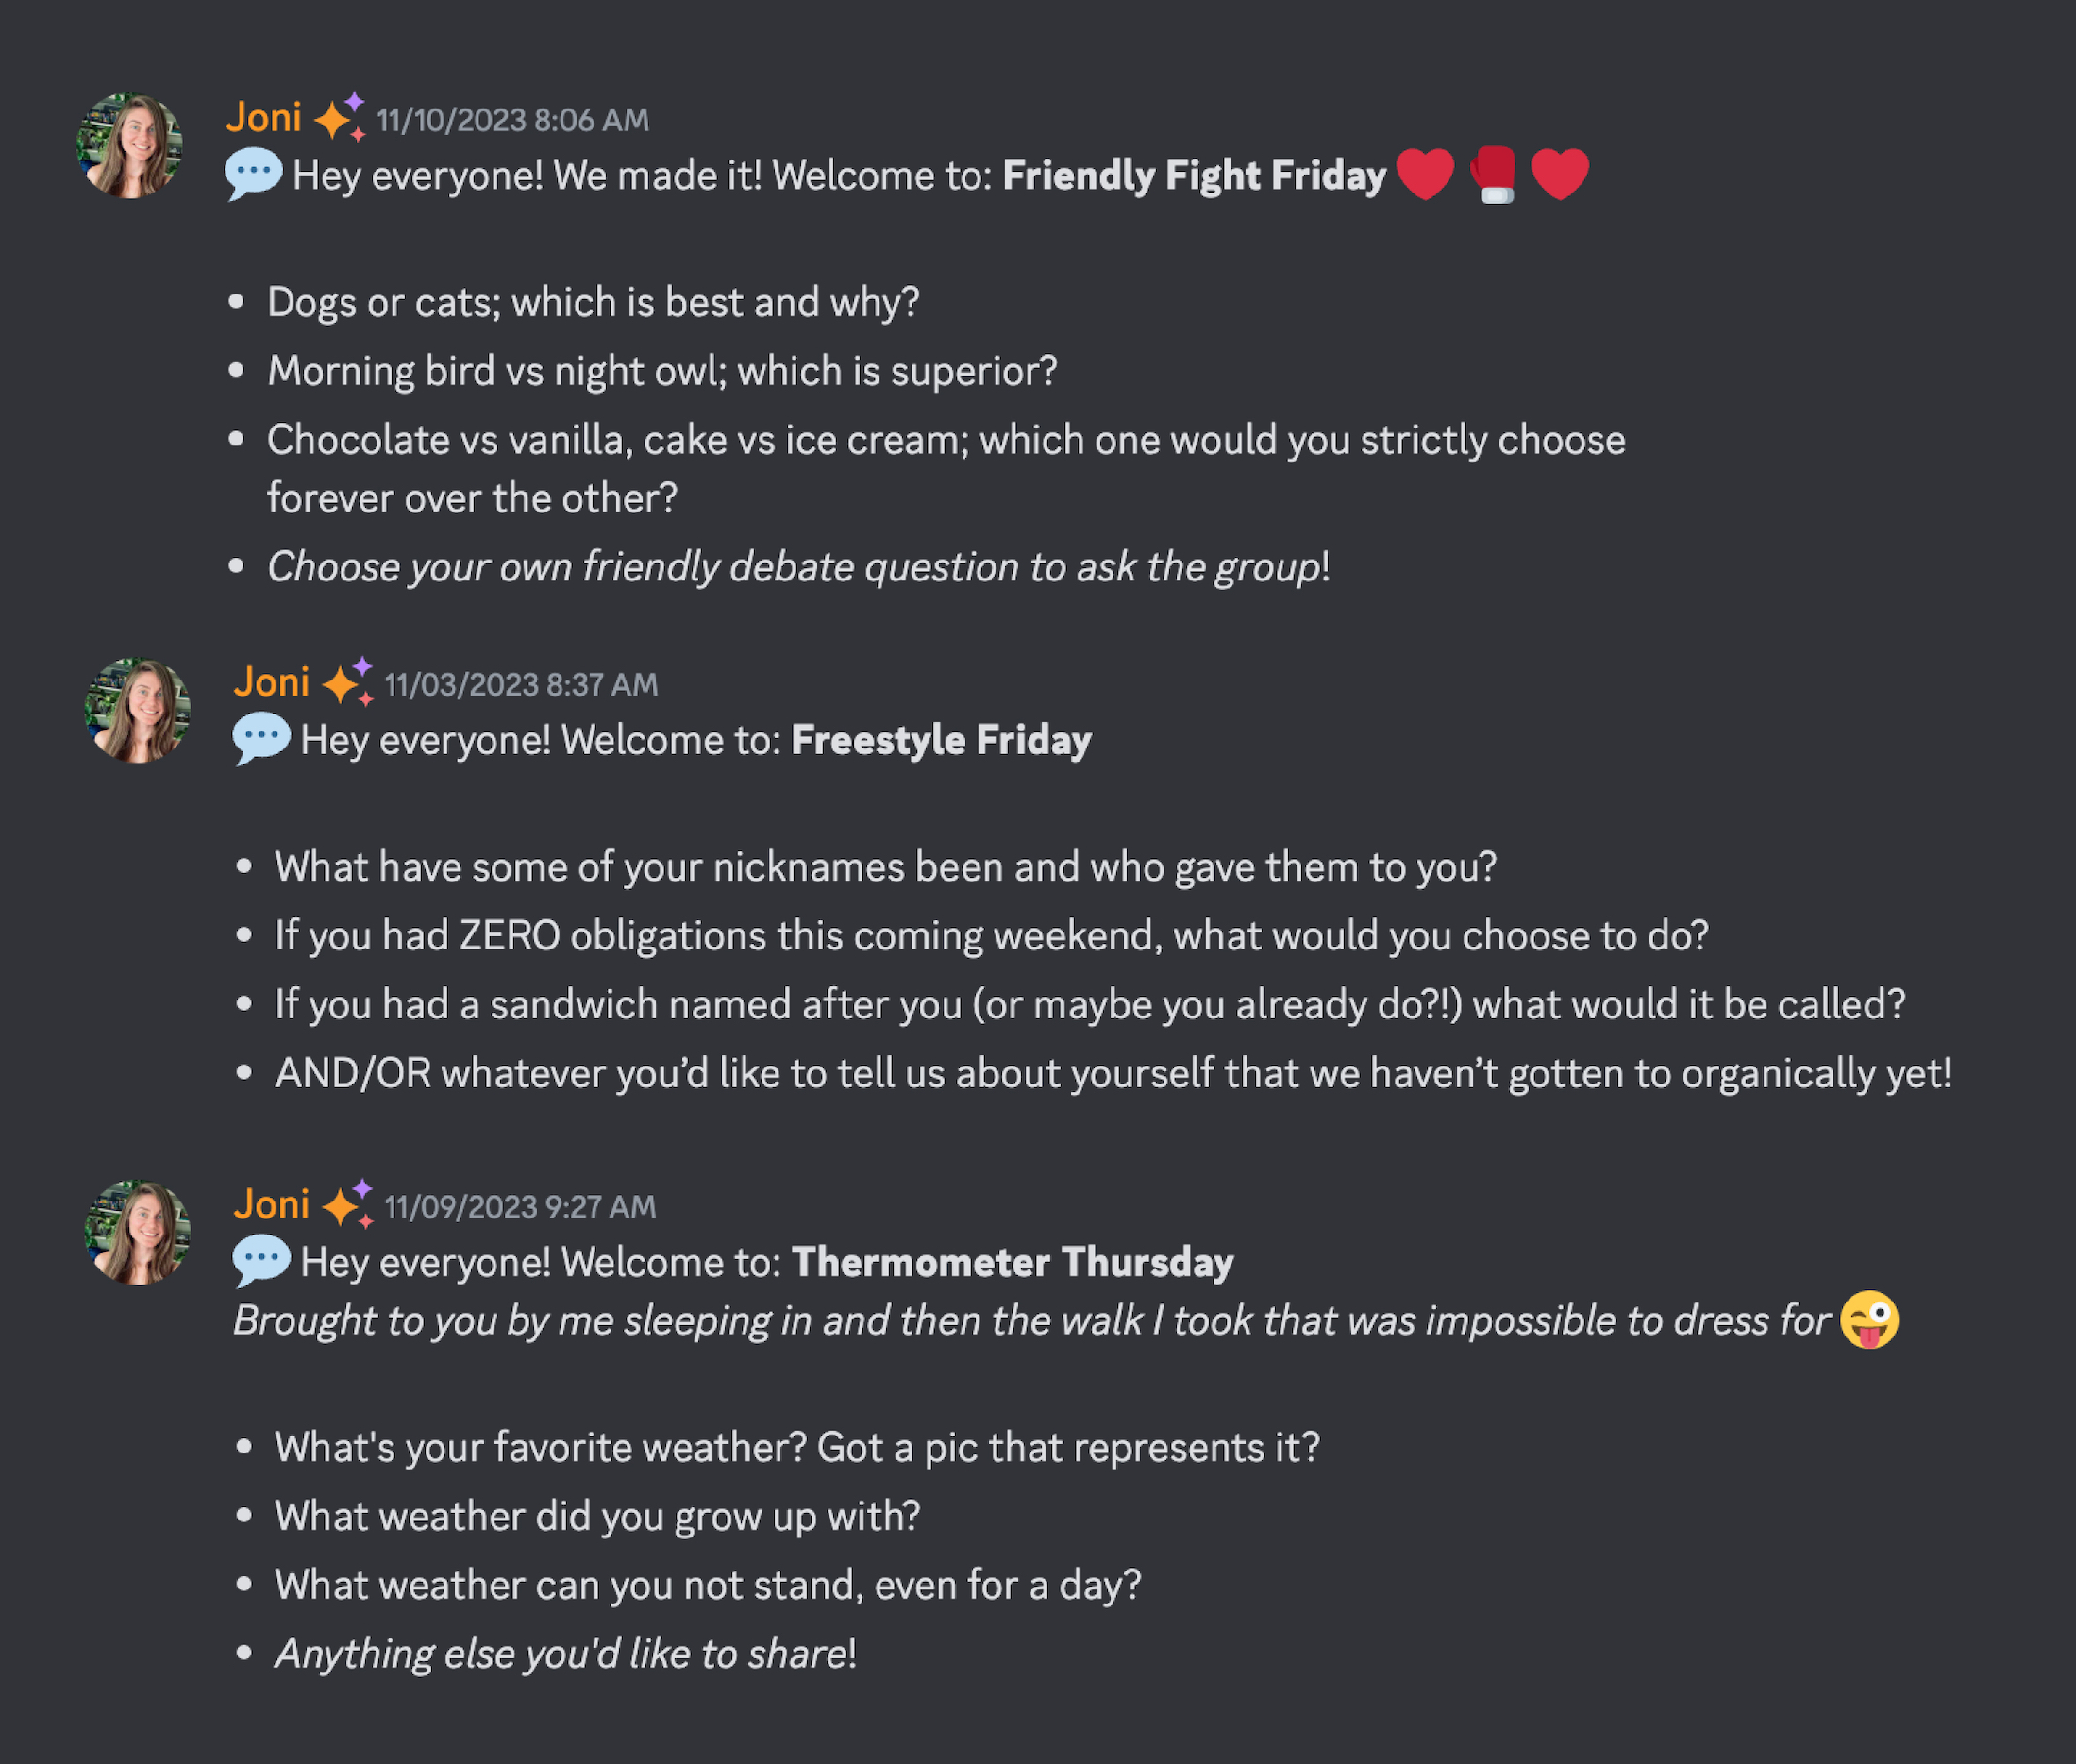 Joni 11/10/2023 8:06 AM
Hey everyone! We made it! Welcome to: Friendly Fight Friday
• Dogs or cats; which is best and why?
• Morning bird vs night owl; which is superior?
• Chocolate vs vanilla, cake vs ice cream; which one would you strictly choose
forever over the other?
• Choose your own friendly debate question to ask the group!
Joni 11/03/2023 8:37 AM
Hey everyone! Welcome to: Freestyle Friday
• What have some of your nicknames been and who gave them to you?
• If you had ZERO obligations this coming weekend, what would you choose to do?
• If you had a sandwich named after you (or maybe you already do?!) what would it be called?
• AND/OR whatever you’d like to tell us about yourself that we haven’t gotten to organically yet!
Joni 11/09/2023 9:27 AM
Hey everyone! Welcome to: Thermometer Thursday
Brought to you by me sleeping in and then the walk I took that was impossible to dress for
• What's your favorite weather? Got a pic that represents it?
• What weather did you grow up with?
• What weather can you not stand, even for a day?
• Anything else you'd like to share!